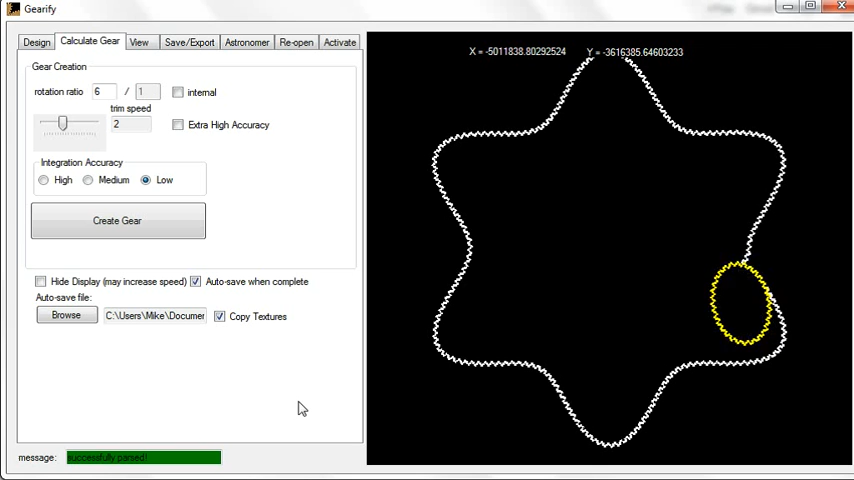 Gearify
Design Calculate Gear View Save/Export Astronomer Re-open Activate
X = -5011838.80292524 Y = -3616385.64603233
Gear Creation
rotation ratio 6 / 1 internal
trim speed
2 Extra High Accuracy
Integration Accuracy
High Medium Low
Create Gear
Hide Display (may increase speed) Auto-save when complete
Auto-save file:
Browse C:\Users\Mike\Documer Copy Textures
message: successfully parsed!